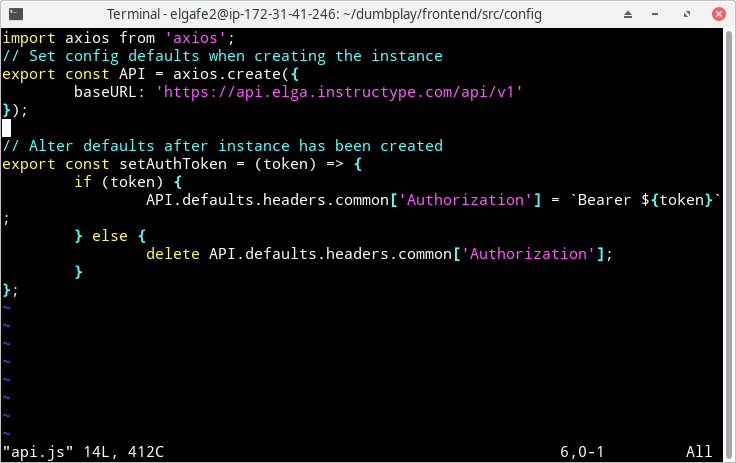 Terminal - elgafe2@ip-172-31-41-246: ~/dumbplay/frontend/src/config
import axios from 'axios';
// Set config defaults when creating the instance
export const API = axios.create({
        baseURL: 'https://api.elga.instructype.com/api/v1'
});
// Alter defaults after instance has been created
export const setAuthToken = (token) => {
        if (token) {
                API.defaults.headers.common['Authorization'] = `Bearer ${token}`
;
        } else {
                delete API.defaults.headers.common['Authorization'];
        }
};
~
~
~
~
~
~
~
~
"api.js" 14L, 412C 6,0-1 All